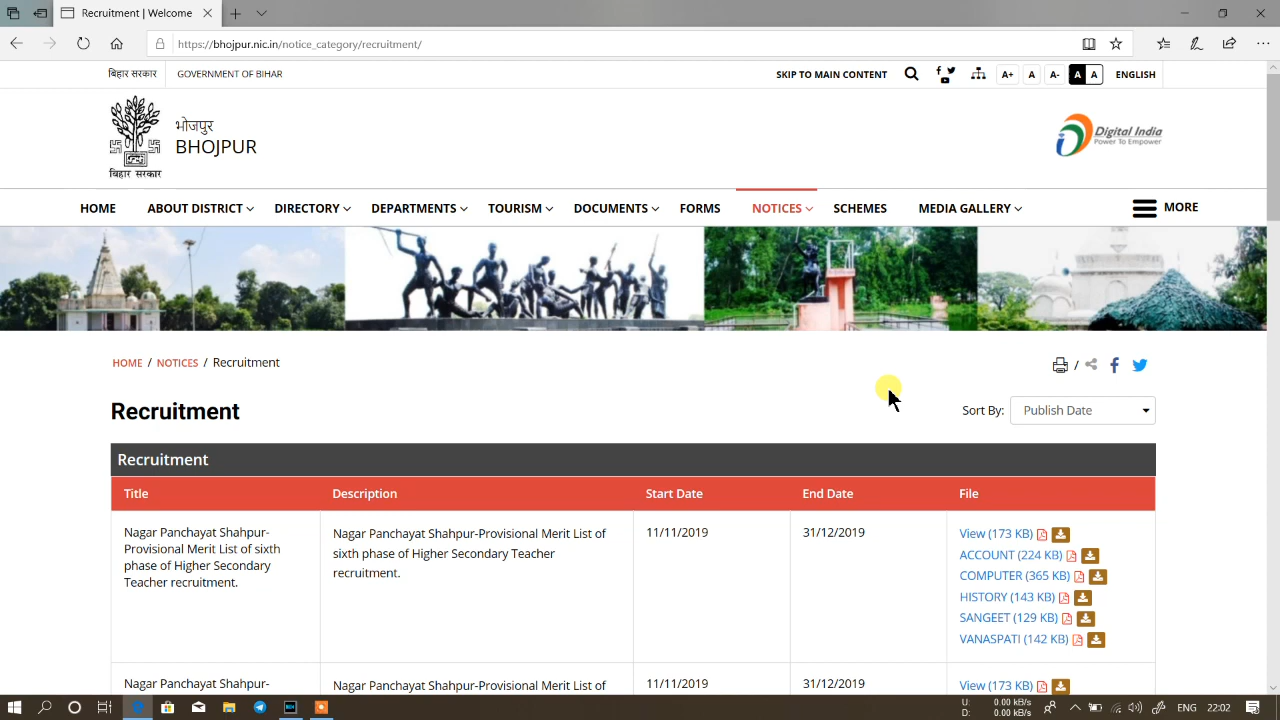 Recruitment | Welcome
https://bhojpur.nic.in/notice_category/recruitment/
बिहार सरकार GOVERNMENT OF BIHAR SKIP TO MAIN CONTENT A+ A A- A A ENGLISH
भोजपुर
BHOJPUR
बिहार सरकार
Digital India
Power To Empower
HOME ABOUT DISTRICT DIRECTORY DEPARTMENTS TOURISM DOCUMENTS FORMS NOTICES SCHEMES MEDIA GALLERY MORE
HOME / NOTICES / Recruitment
/
Recruitment
Sort By: Publish Date
Recruitment
Title Description Start Date End Date File
Nagar Panchayat Shahpur-
Provisional Merit List of sixth
phase of Higher Secondary
Teacher recruitment.
Nagar Panchayat Shahpur-Provisional Merit List of
sixth phase of Higher Secondary Teacher
recruitment.
11/11/2019
31/12/2019
View (173 KB)
ACCOUNT (224 KB)
COMPUTER (365 KB)
HISTORY (143 KB)
SANGEET (129 KB)
VANASPATI (142 KB)
Nagar Panchayat Shahpur-
Nagar Panchayat Shahpur-Provisional Merit List of
11/11/2019
31/12/2019
View (173 KB)
U: 0.00 kB/s
D: 0.00 kB/s
ENG 22:02